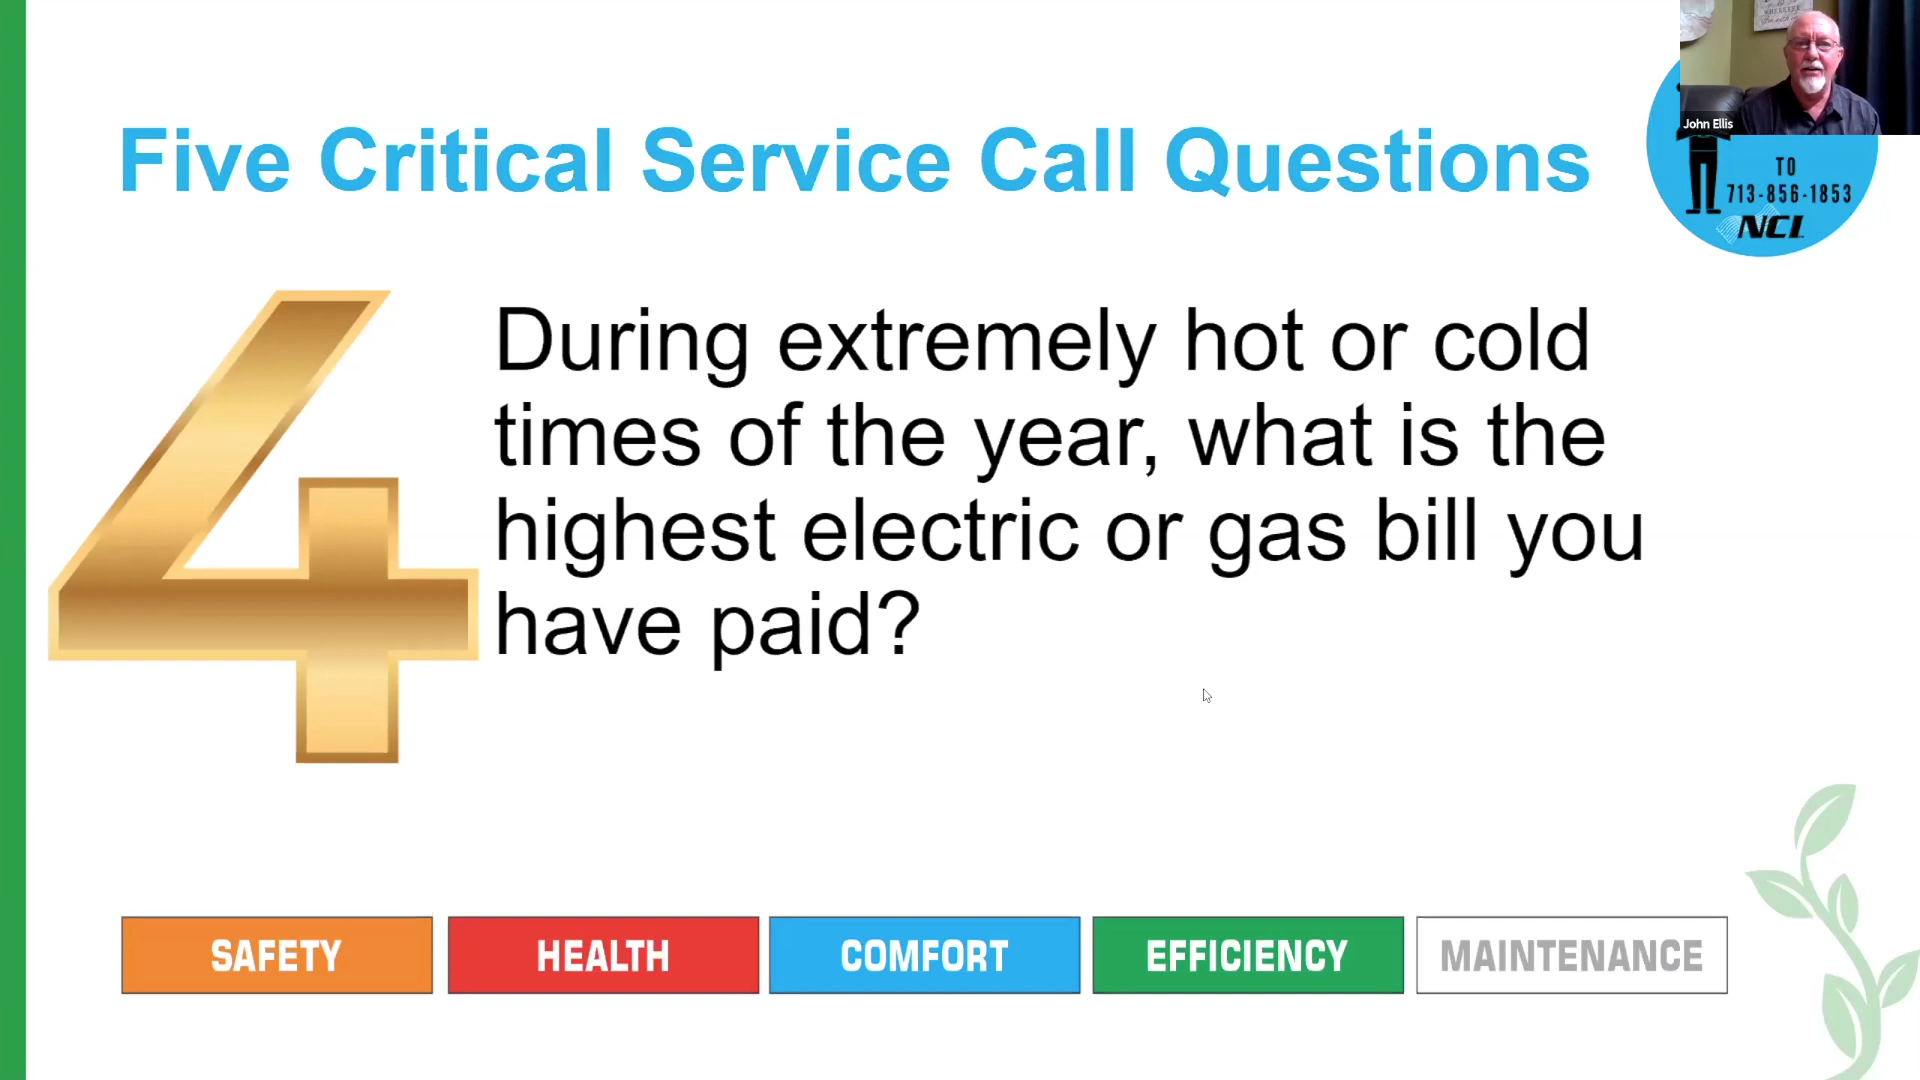 Five Critical Service Call Questions
John Ellis
TO
713-856-1853
NCI
4
During extremely hot or cold
times of the year, what is the
highest electric or gas bill you
have paid?
SAFETY
HEALTH
COMFORT
EFFICIENCY
MAINTENANCE